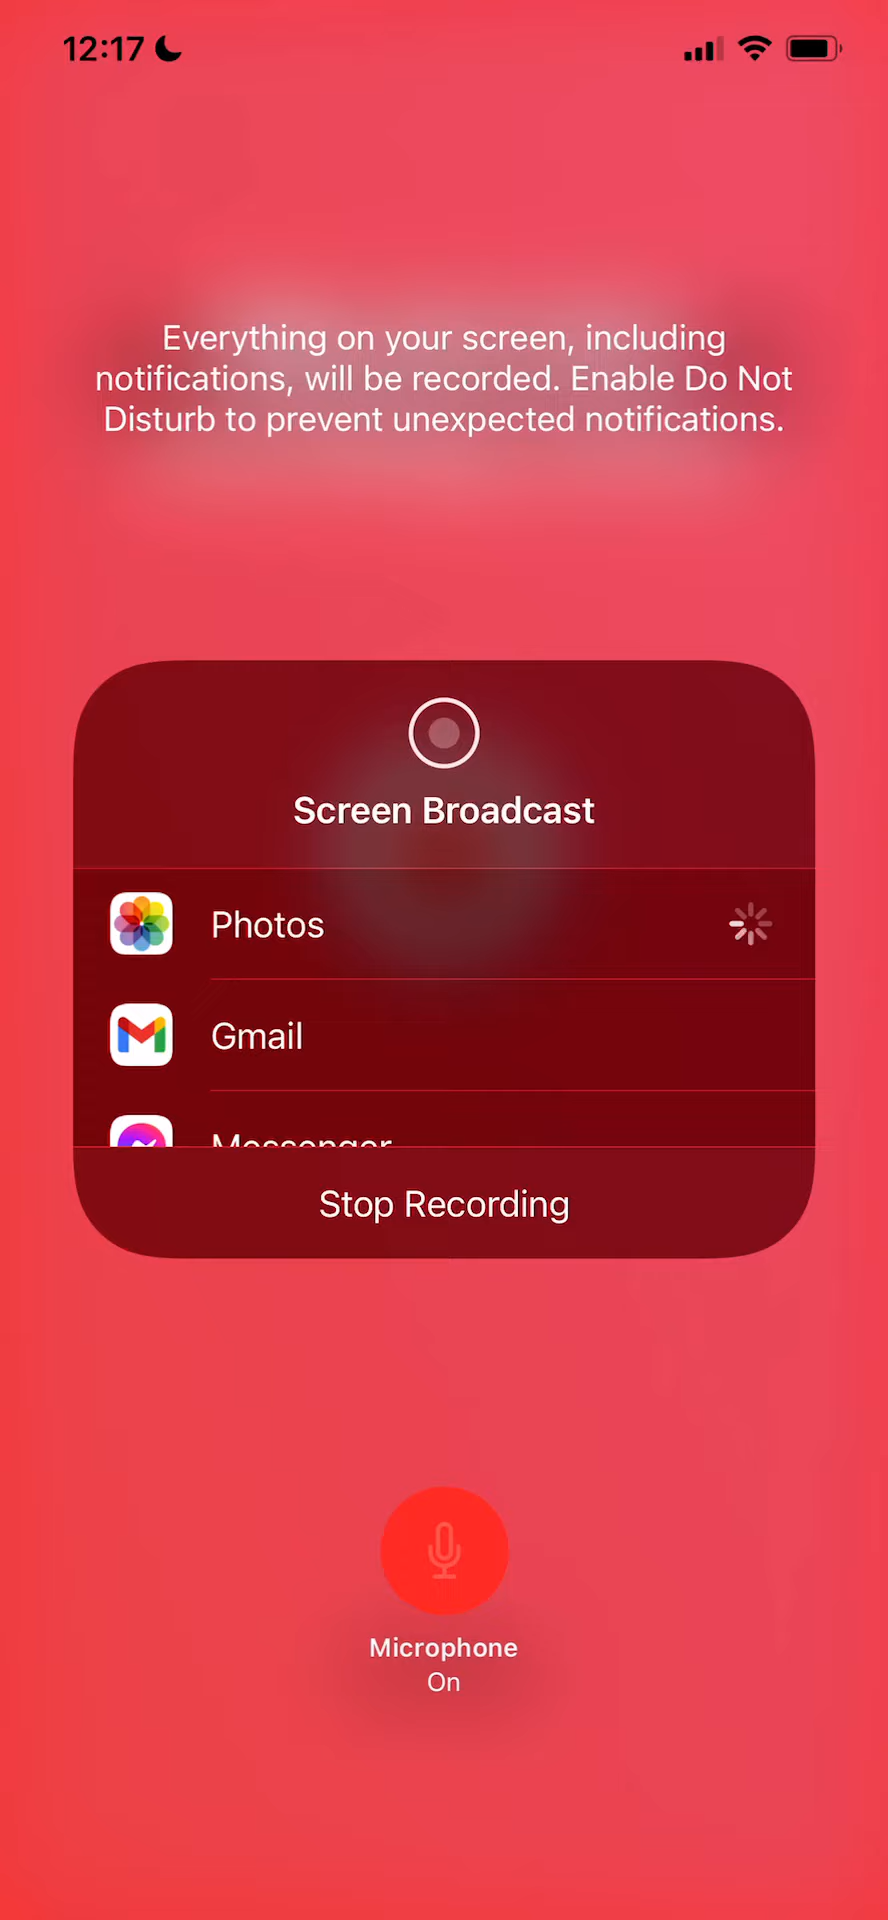 12:17
Everything on your screen, including
notifications, will be recorded. Enable Do Not
Disturb to prevent unexpected notifications.
Screen Broadcast
Photos
Gmail
Messenger
Stop Recording
Microphone
On